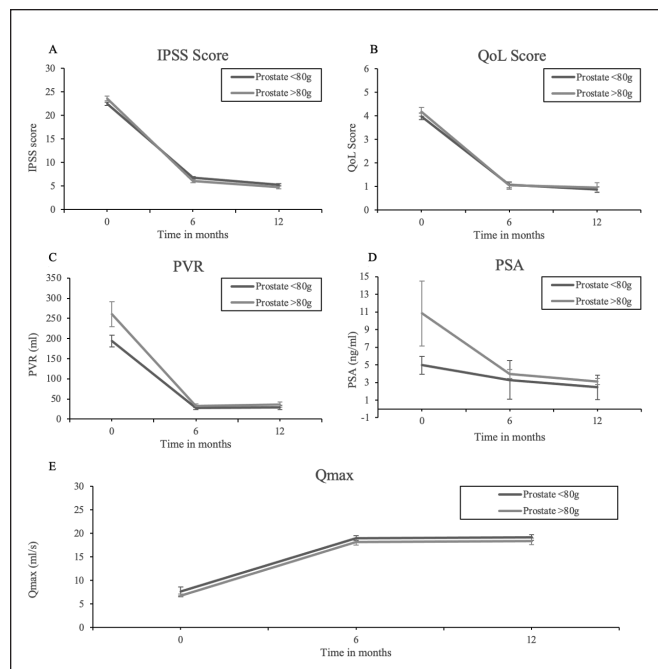 A
IPSS Score
30
25
20
15
10
5
0
IPSS score
Prostate <80g
Prostate >80g
0 6 12
Time in months
B
QoL Score
6
5
4
3
2
1
0
QoL Score
Prostate <80g
Prostate >80g
0 6 12
Time in months
C
PVR
350
300
250
200
150
100
50
0
PVR (ml)
Prostate <80g
Prostate >80g
0 6 12
Time in months
D
PSA
15
13
11
9
7
5
3
1
-1
PSA (ng/ml)
Prostate <80g
Prostate >80g
0 6 12
Time in months
E
Qmax
30
25
20
15
10
5
0
Qmax (ml/s)
Prostate <80g
Prostate >80g
0 6 12
Time in months